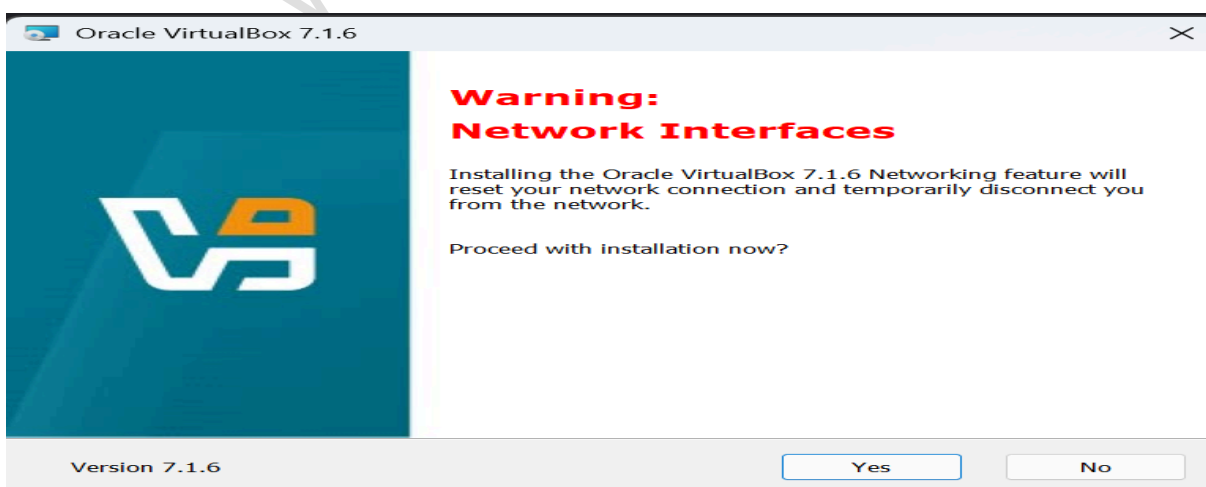 Oracle VirtualBox 7.1.6
Warning:
Network Interfaces
Installing the Oracle VirtualBox 7.1.6 Networking feature will
reset your network connection and temporarily disconnect you
from the network.
Proceed with installation now?
Version 7.1.6
Yes
No